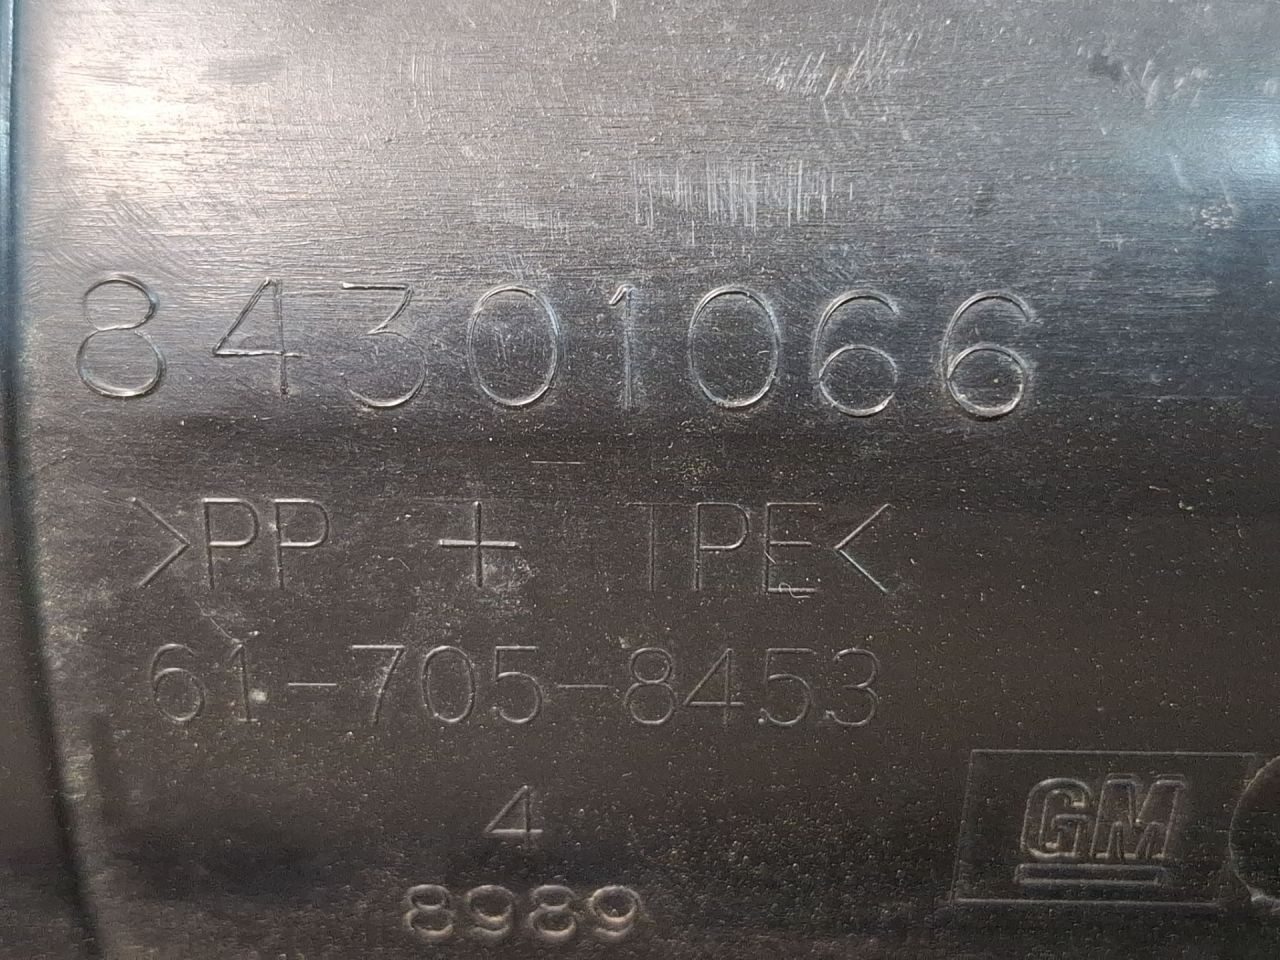 84301066
>PP + TPE<
61-705-8453
4
GM
8989